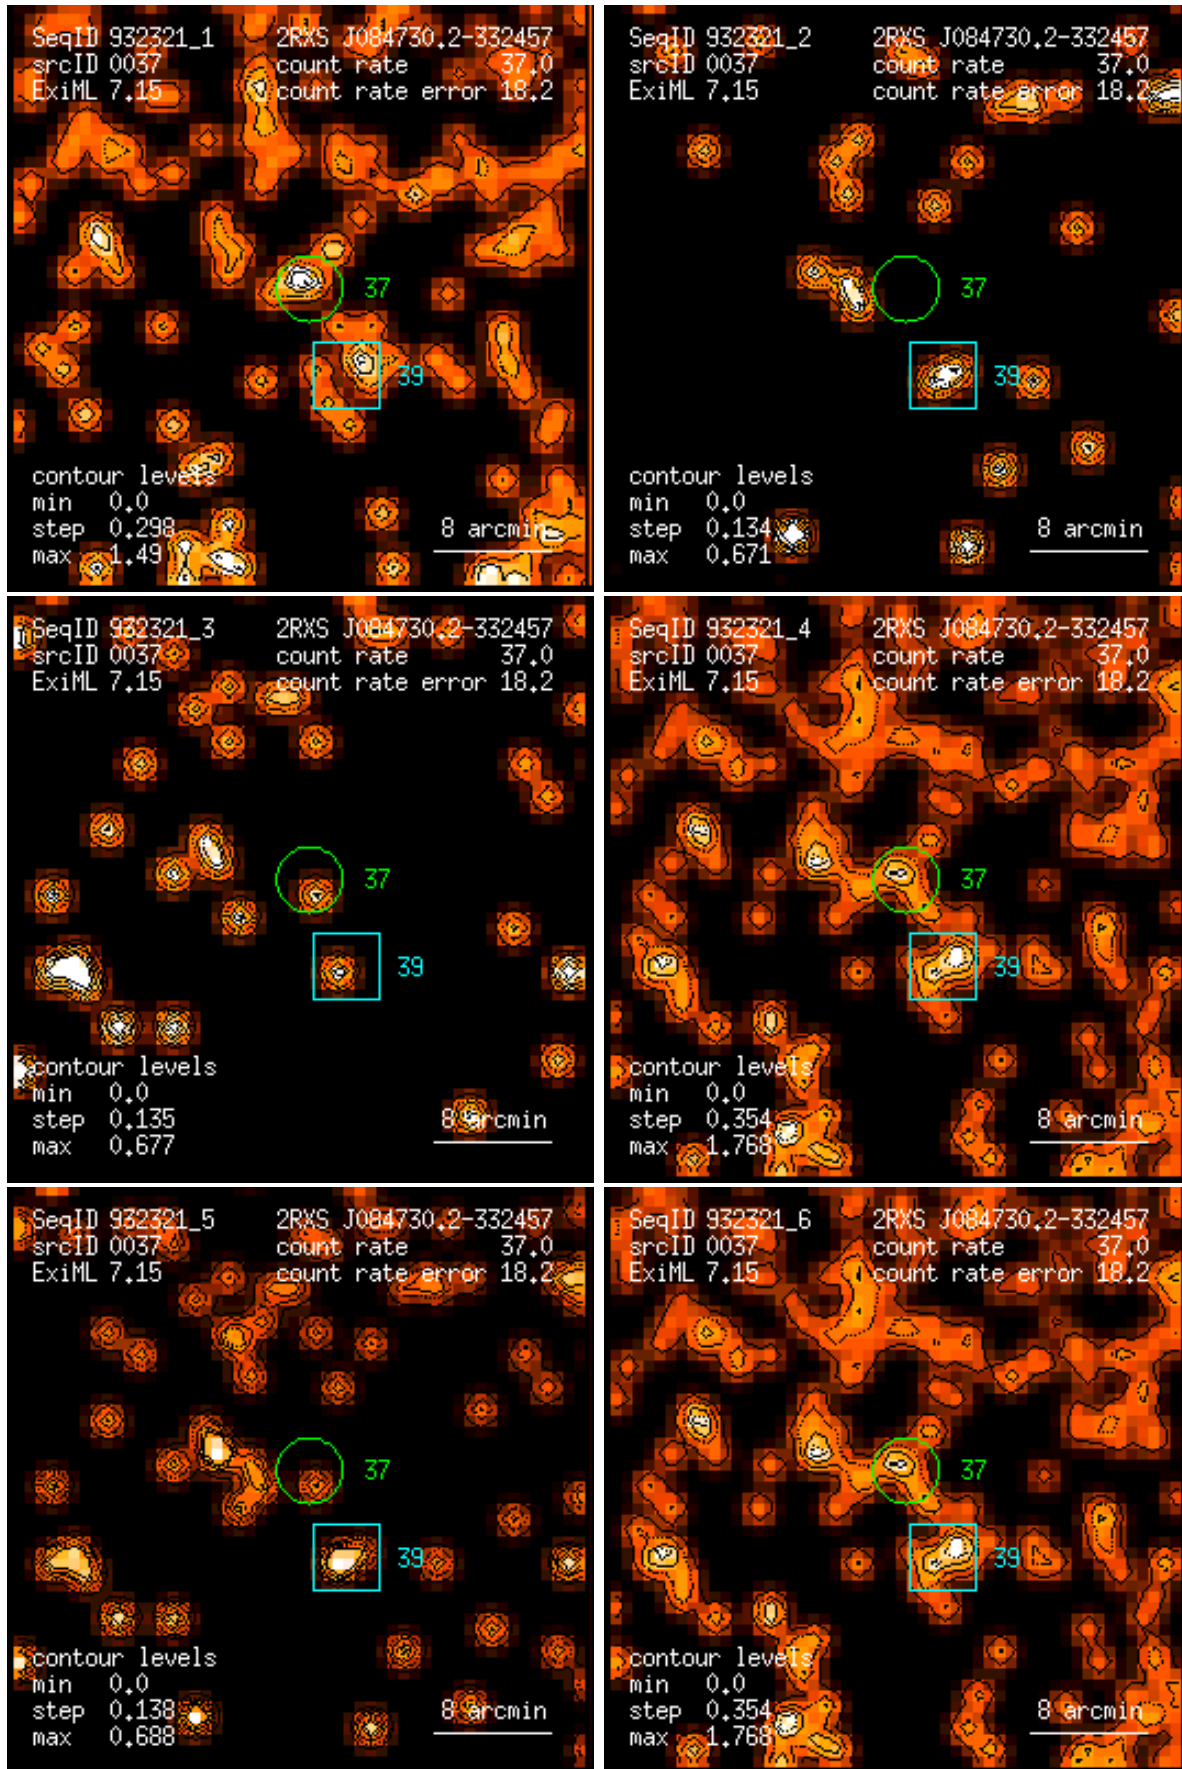 SeqID 932321_1 2RXS J084730.2-332457
srcID 0037 count rate 37.0
ExiML 7.15 count rate error 18.2
37
39
contour levels
min 0.0
step 0.298
max 1.49
8 arcmin
SeqID 932321_2 2RXS J084730.2-332457
srcID 0037 count rate 37.0
ExiML 7.15 count rate error 18.2
37
39
contour levels
min 0.0
step 0.134
max 0.671
8 arcmin
SeqID 932321_3 2RXS J084730.2-332457
srcID 0037 count rate 37.0
ExiML 7.15 count rate error 18.2
37
39
contour levels
min 0.0
step 0.135
max 0.677
8 arcmin
SeqID 932321_4 2RXS J084730.2-332457
srcID 0037 count rate 37.0
ExiML 7.15 count rate error 18.2
37
39
contour levels
min 0.0
step 0.354
max 1.768
8 arcmin
SeqID 932321_5 2RXS J084730.2-332457
srcID 0037 count rate 37.0
ExiML 7.15 count rate error 18.2
37
39
contour levels
min 0.0
step 0.138
max 0.688
8 arcmin
SeqID 932321_6 2RXS J084730.2-332457
srcID 0037 count rate 37.0
ExiML 7.15 count rate error 18.2
37
39
contour levels
min 0.0
step 0.354
max 1.768
8 arcmin